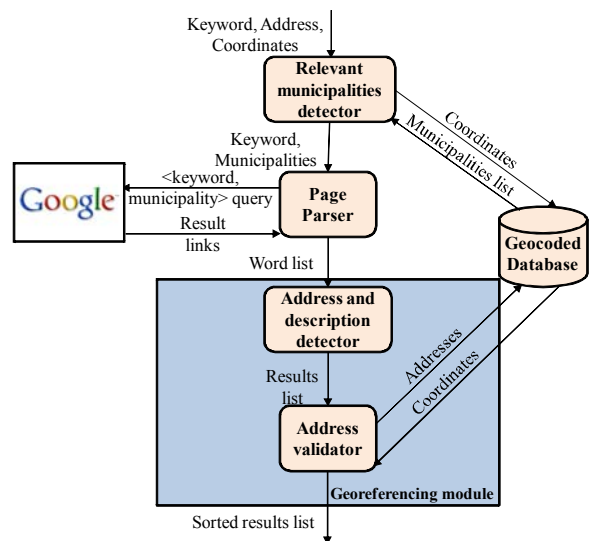 Keyword, Address,
Coordinates
Relevant
municipalities
detector
Coordinates
Municipalities list
Keyword,
Municipalities
<keyword,
municipality> query
Google
Page
Parser
Result
links
Geocoded
Database
Word list
Address and
description
detector
Addresses
Coordinates
Results
list
Address
validator
Georeferencing module
Sorted results list